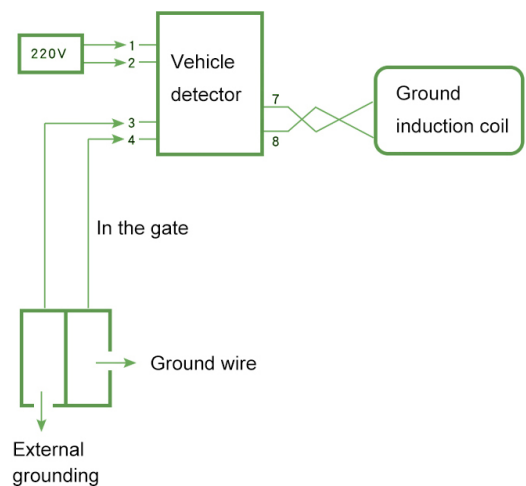 220V
1
2
Vehicle
detector
3
4
7
8
Ground
induction coil
In the gate
Ground wire
External
grounding